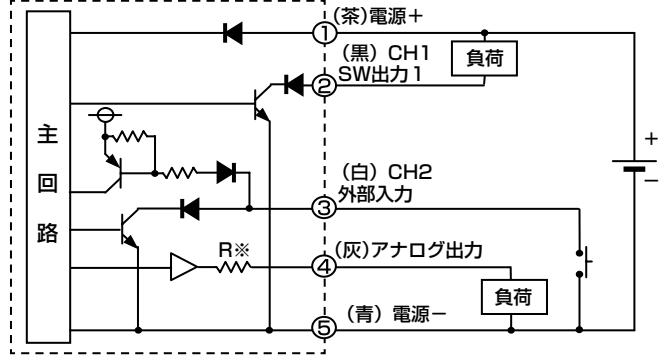 ①
(茶)電源+
(黒)CH1
②
SW出力1
負荷
主
回
路
(白)CH2
③
外部入力
+
−
R※
④
(灰)アナログ出力
負荷
(青)電源−
⑤